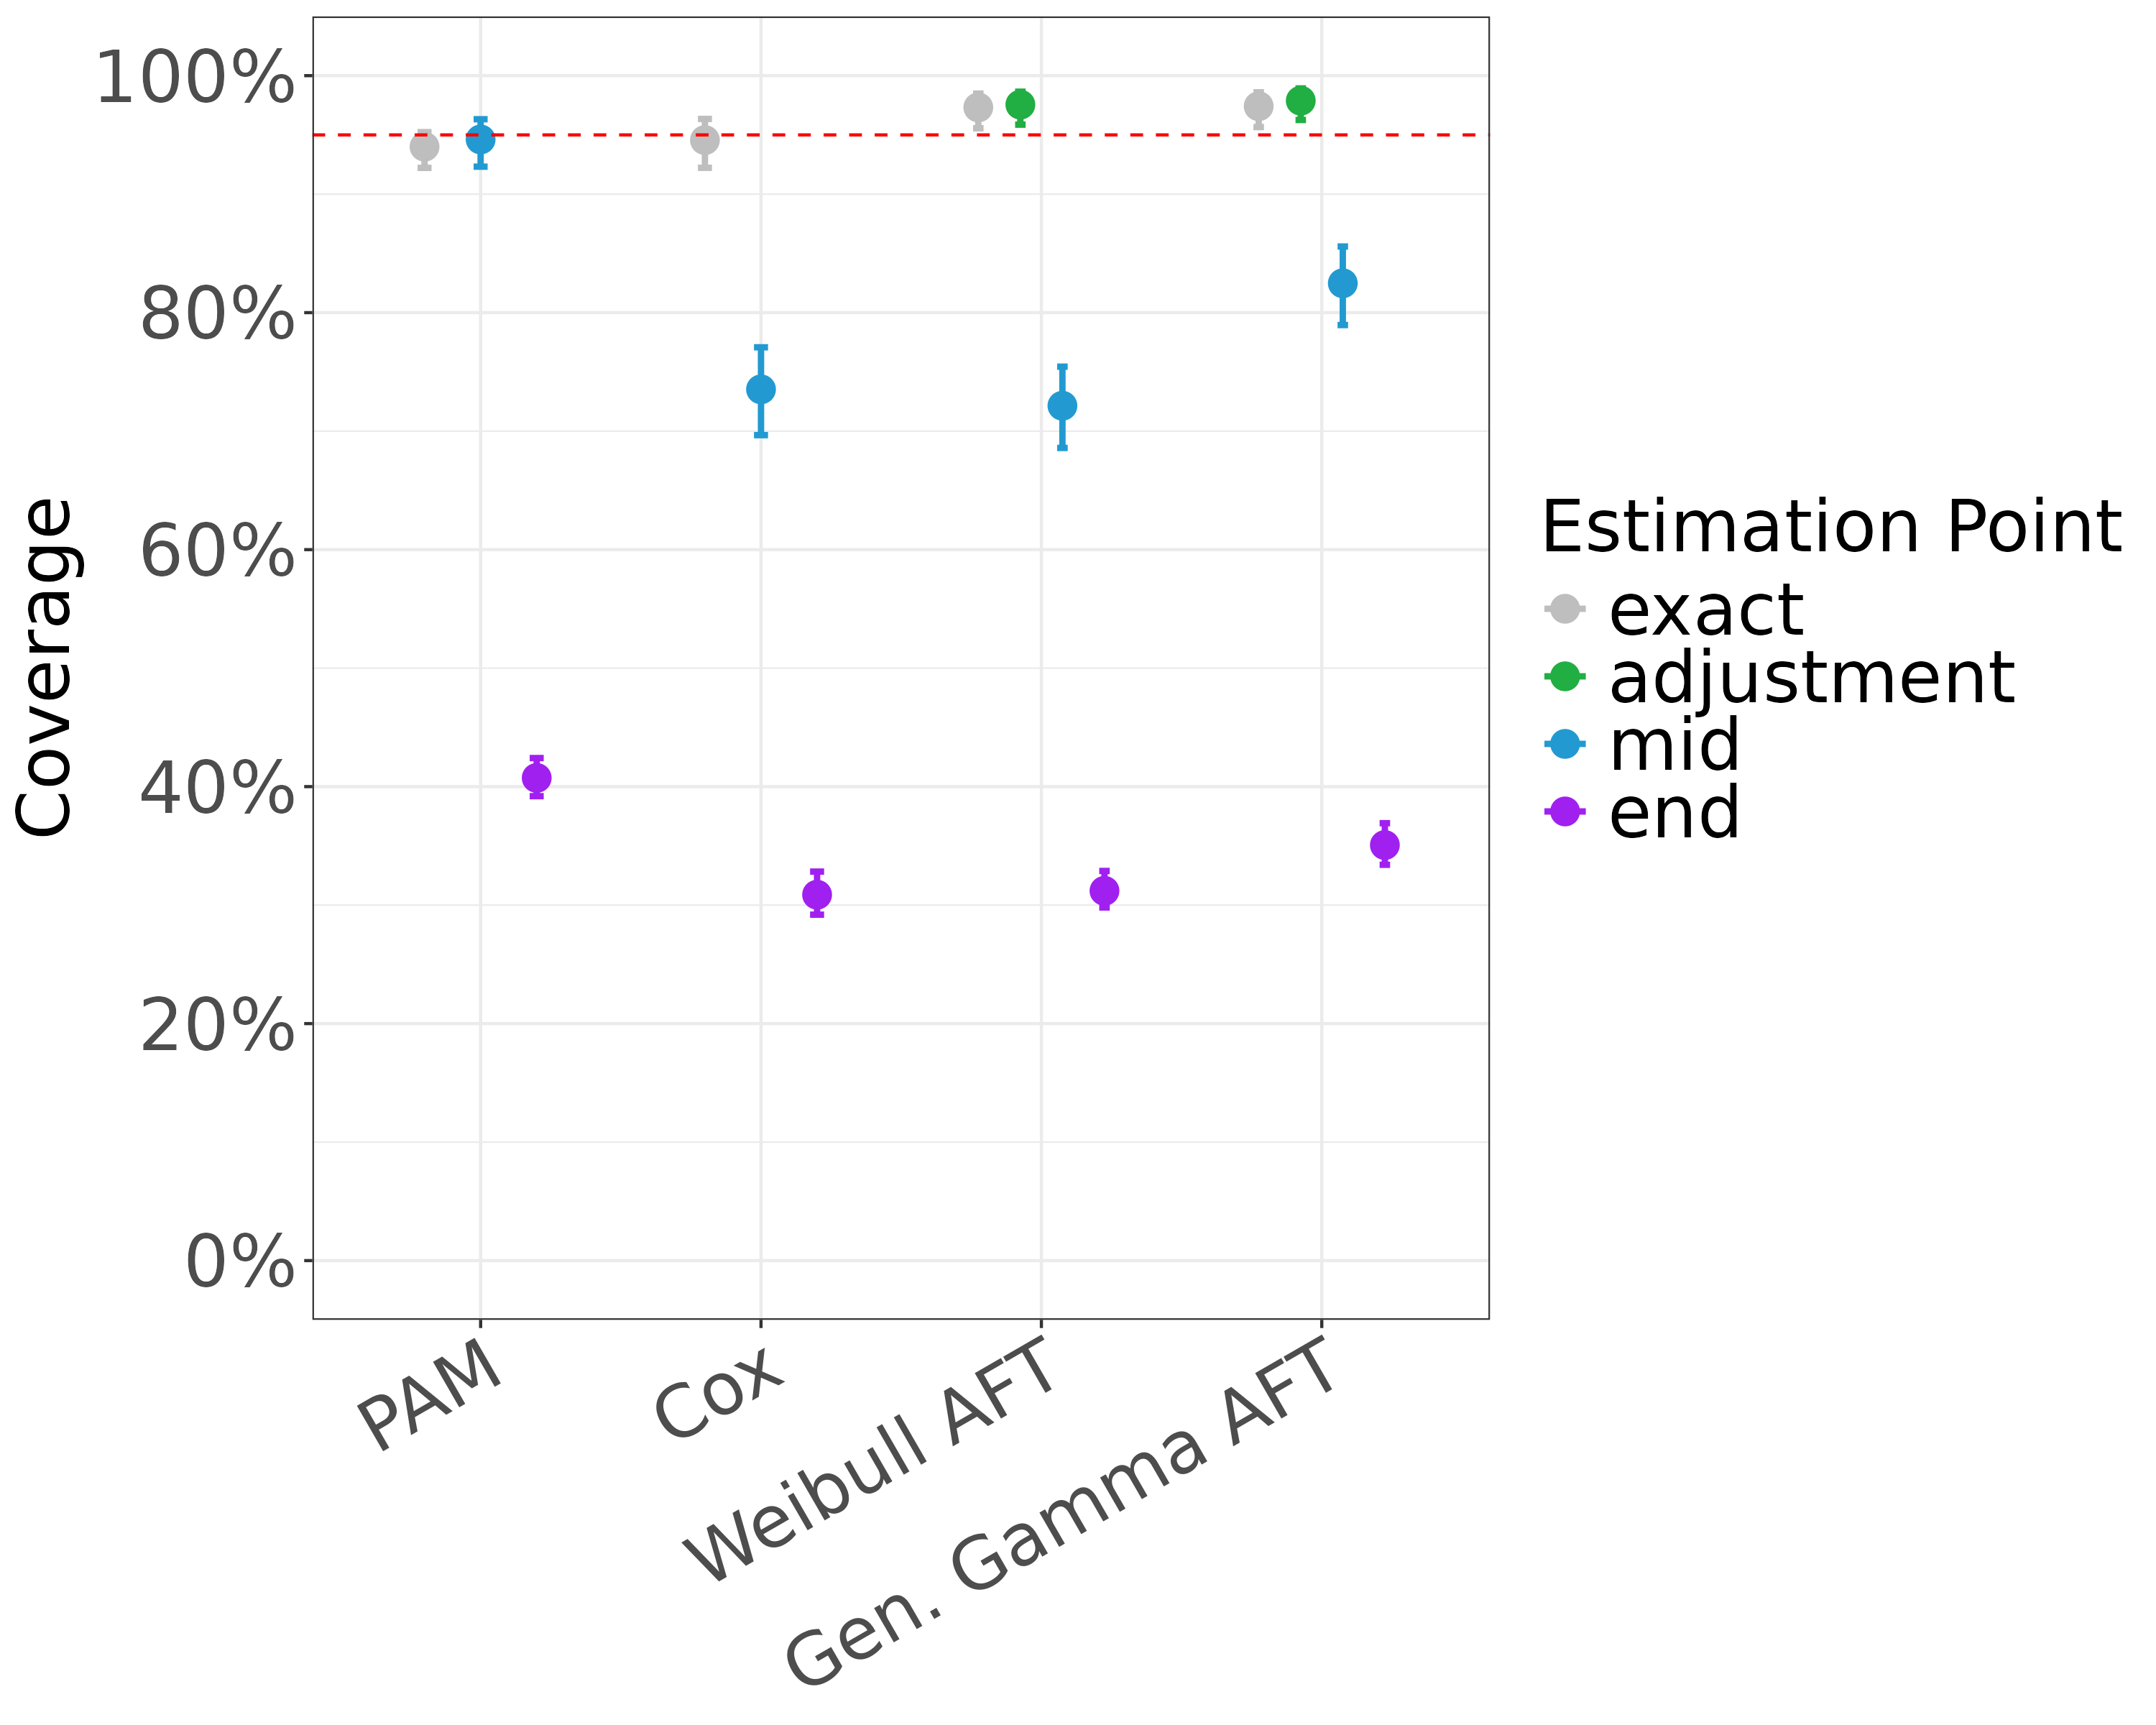 Coverage
100%
80%
60%
40%
20%
0%
PAM
Cox
Weibull AFT
Gen. Gamma AFT
Estimation Point
exact
adjustment
mid
end